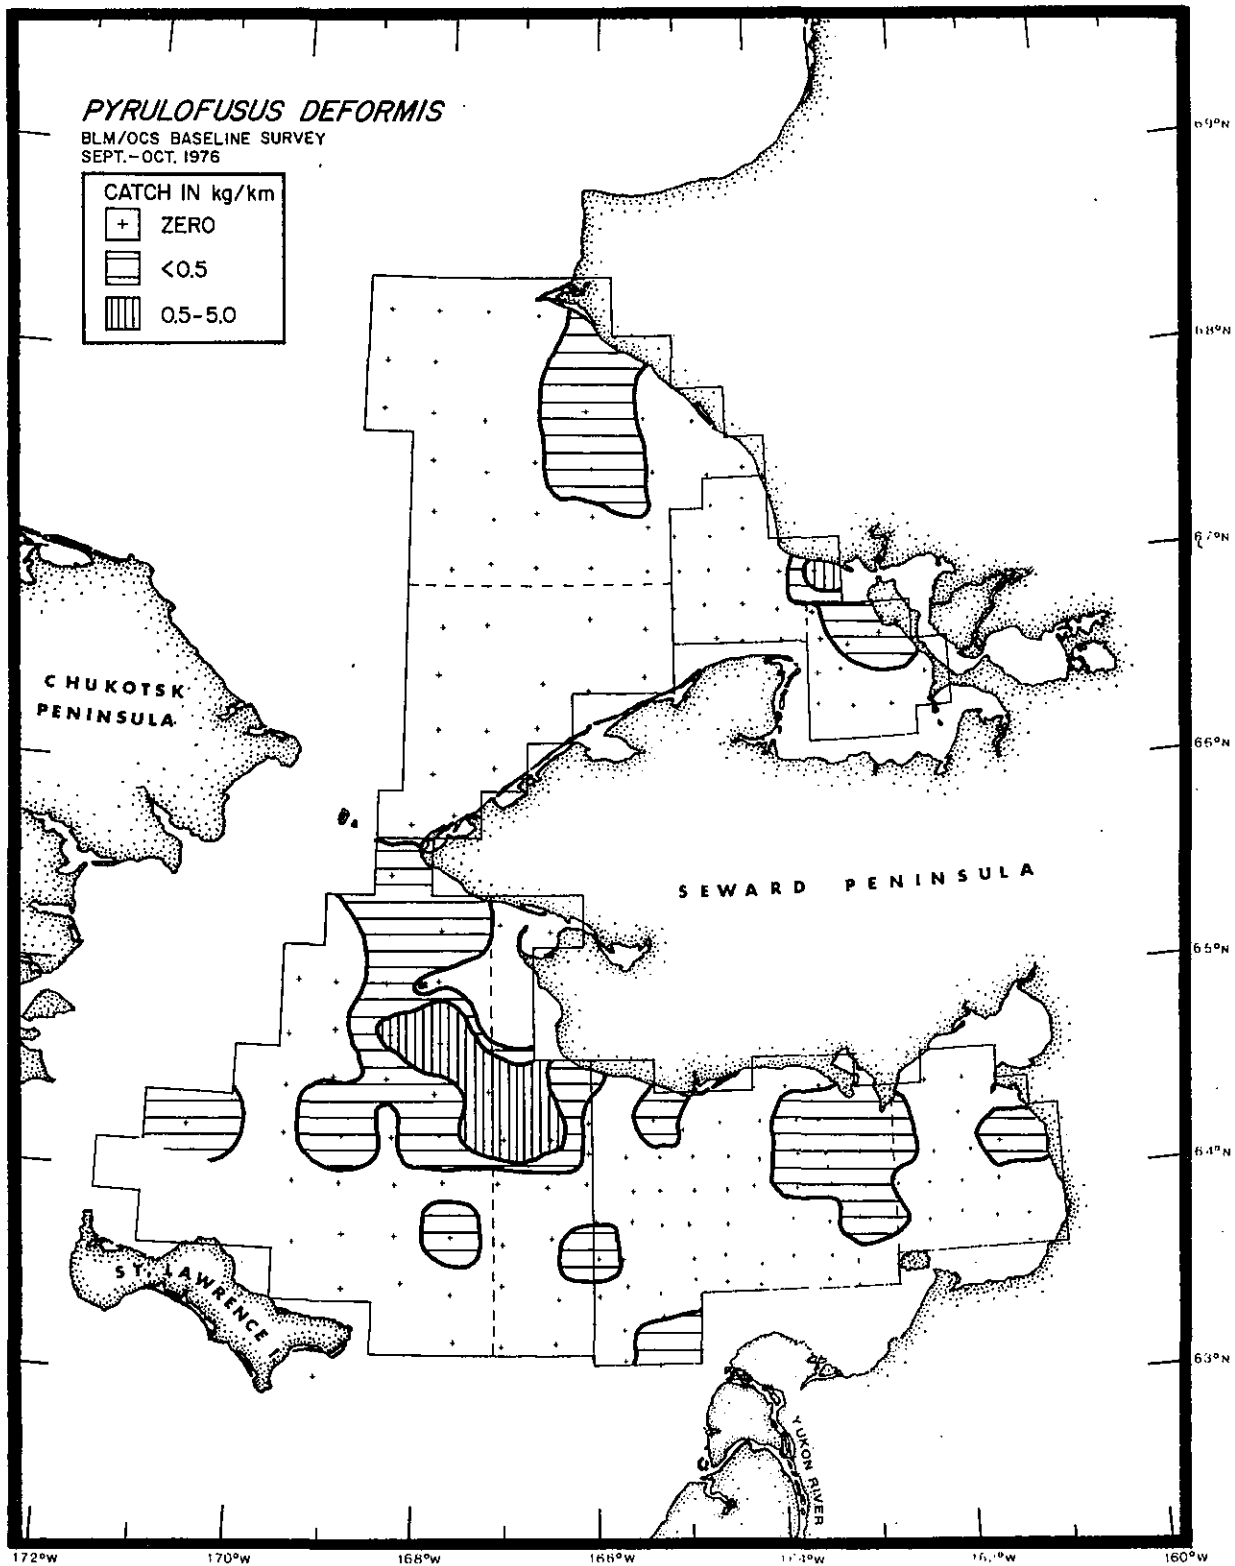 PYRULOFUSUS DEFORMIS
BLM/OCS BASELINE SURVEY
SEPT.-OCT. 1976
CATCH IN kg/km
+ ZERO
<0.5
0.5-5.0
69°N
68°N
67°N
CHUKOTSK
PENINSULA
66°N
SEWARD PENINSULA
65°N
64°N
ST. LAWRENCE I
63°N
YUKON RIVER
172°W 170°W 168°W 166°W 164°W 160°W